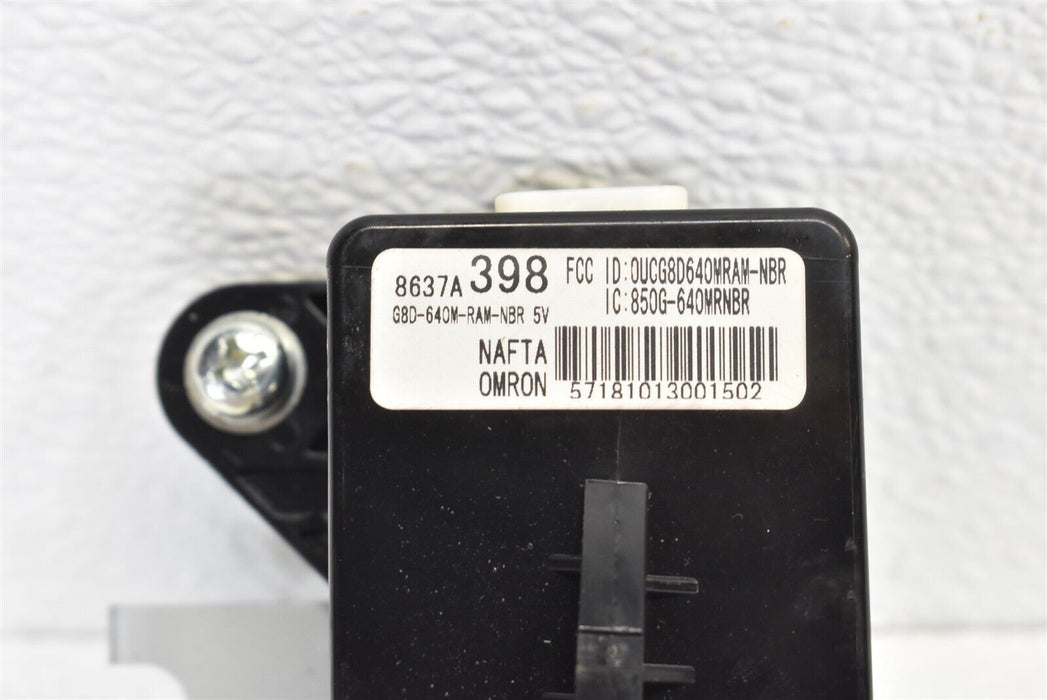 8637A 398 FCC ID:OUCG8D640MRAM-NBR
G8D-640M-RAM-NBR 5V IC:850G-640MRNBR
NAFTA
OMRON 57181013001502